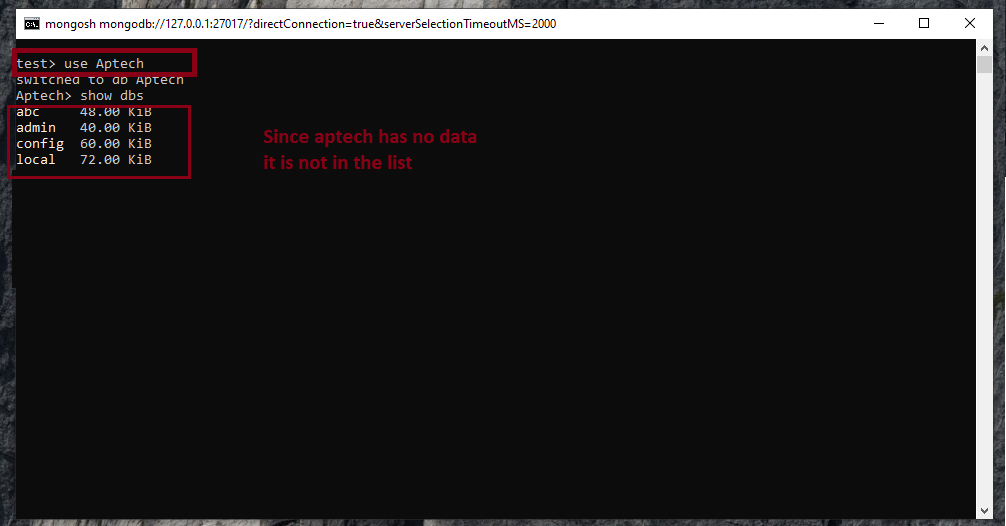 mongosh mongodb://127.0.0.1:27017/?directConnection=true&serverSelectionTimeoutMS=2000
test> use Aptech
switched to db Aptech
Aptech> show dbs
abc     48.00 KiB
admin   40.00 KiB
config  60.00 KiB
local   72.00 KiB
Since aptech has no data
it is not in the list